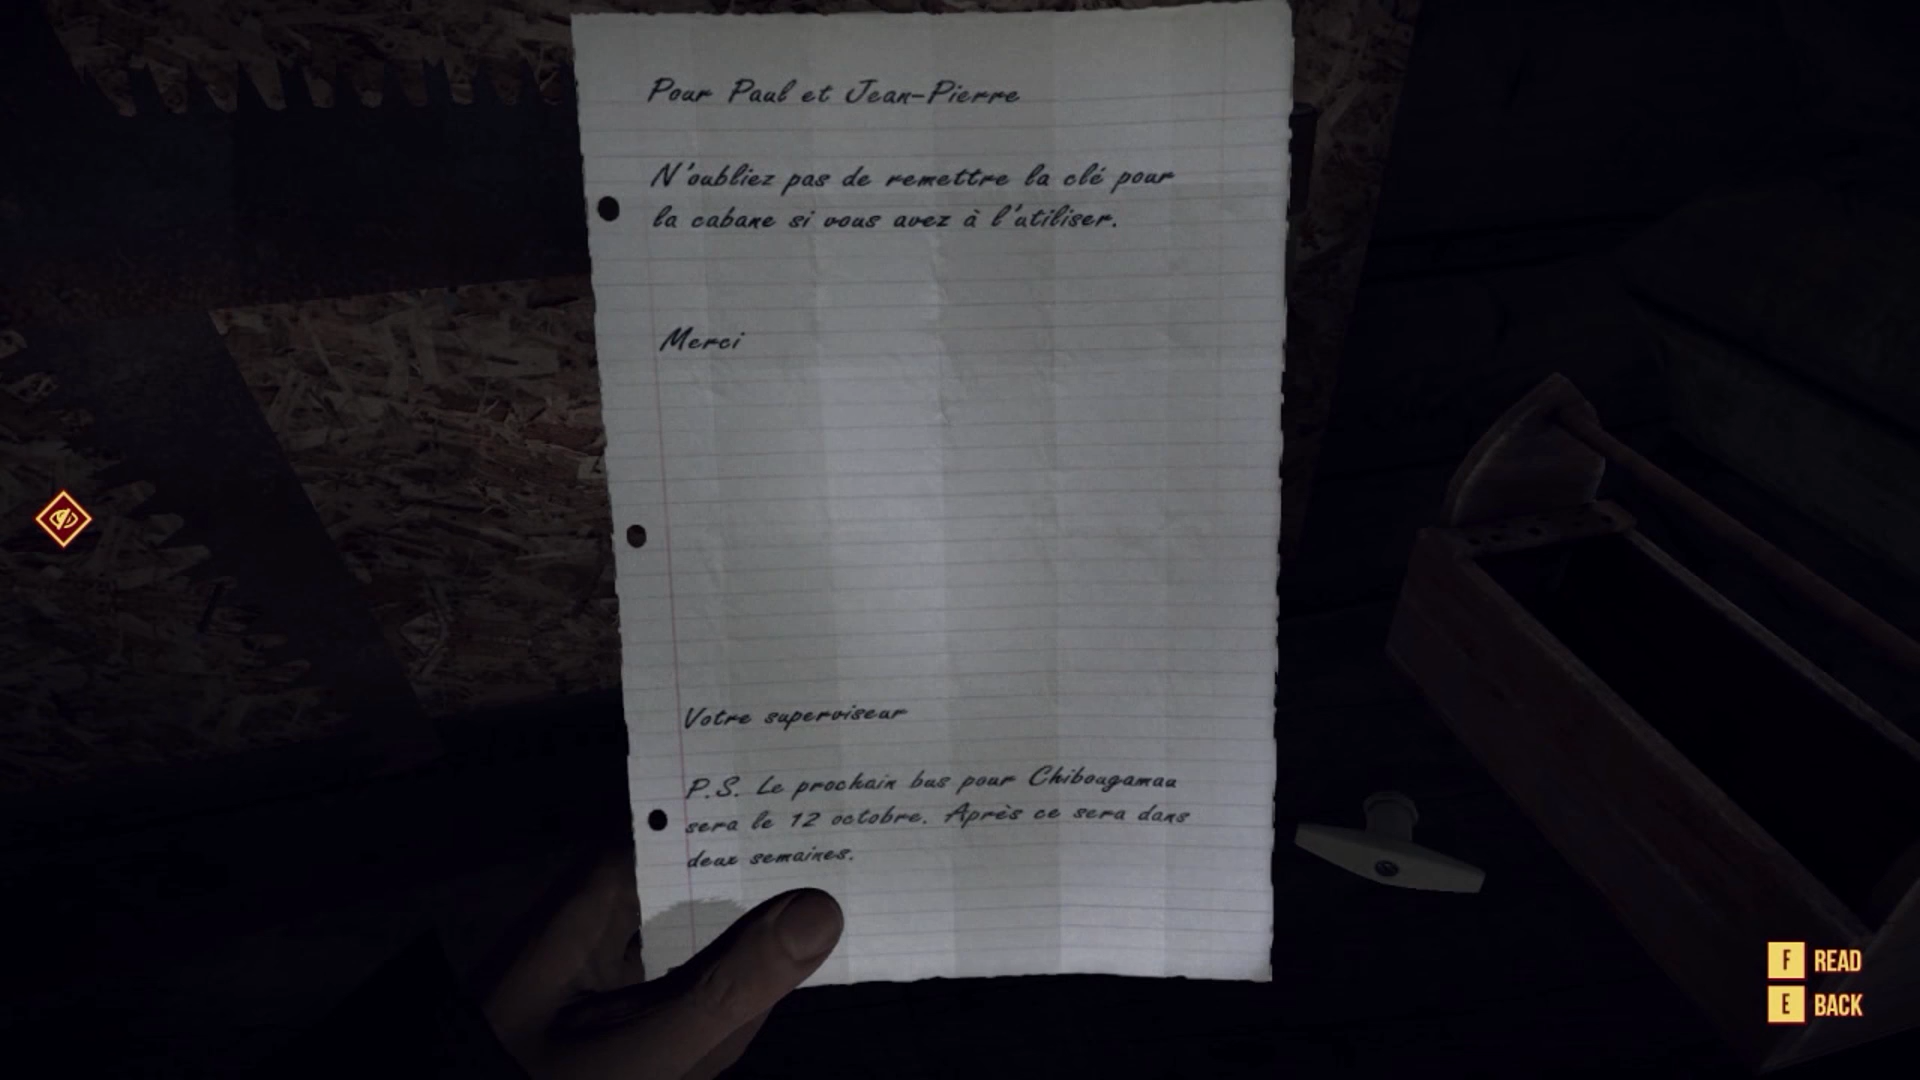 Pour Paul et Jean-Pierre
N'oubliez pas de remettre la clé pour
la cabane si vous avez à l'utiliser.
Merci
Votre superviseur
P.S. Le prochain bus pour Chibougamau
sera le 12 octobre. Après ce sera dans
deux semaines.
F READ
E BACK